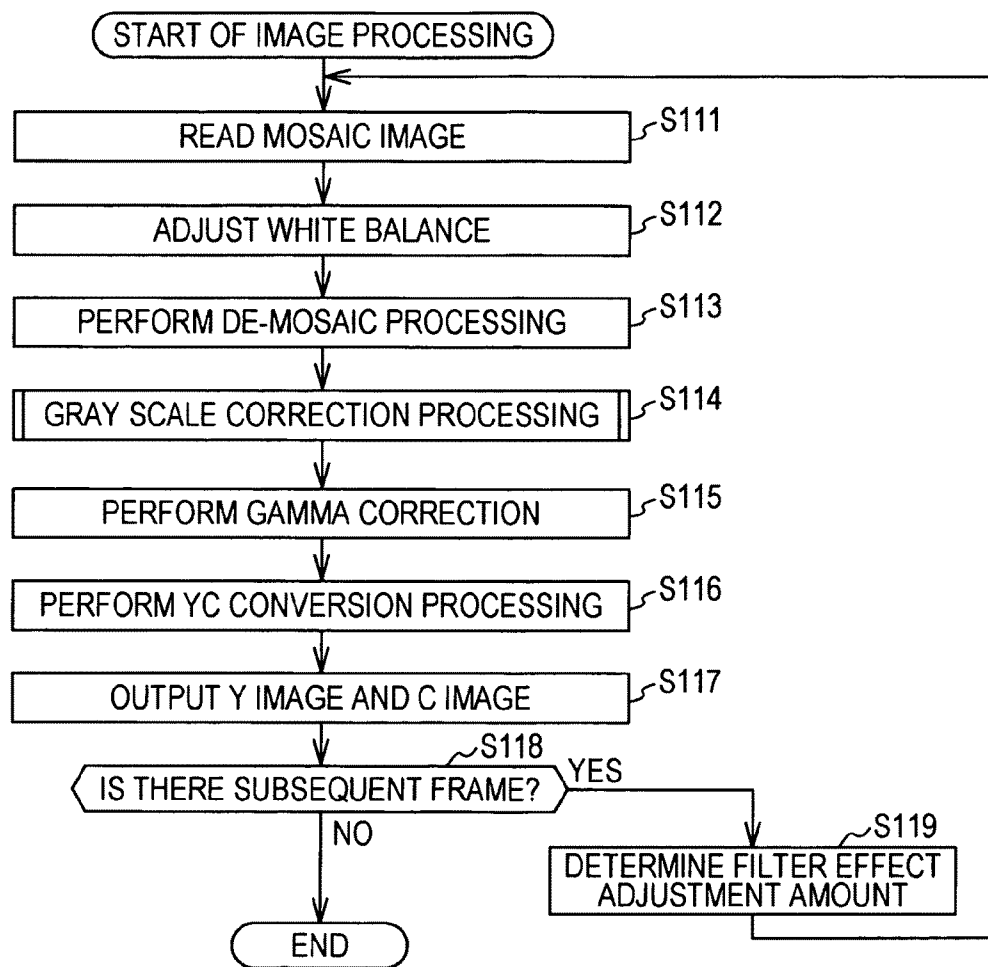 START OF IMAGE PROCESSING
READ MOSAIC IMAGE
S111
ADJUST WHITE BALANCE
S112
PERFORM DE-MOSAIC PROCESSING
S113
GRAY SCALE CORRECTION PROCESSING
S114
PERFORM GAMMA CORRECTION
S115
PERFORM YC CONVERSION PROCESSING
S116
OUTPUT Y IMAGE AND C IMAGE
S117
S118
IS THERE SUBSEQUENT FRAME?
YES
NO
S119
DETERMINE FILTER EFFECT
ADJUSTMENT AMOUNT
END